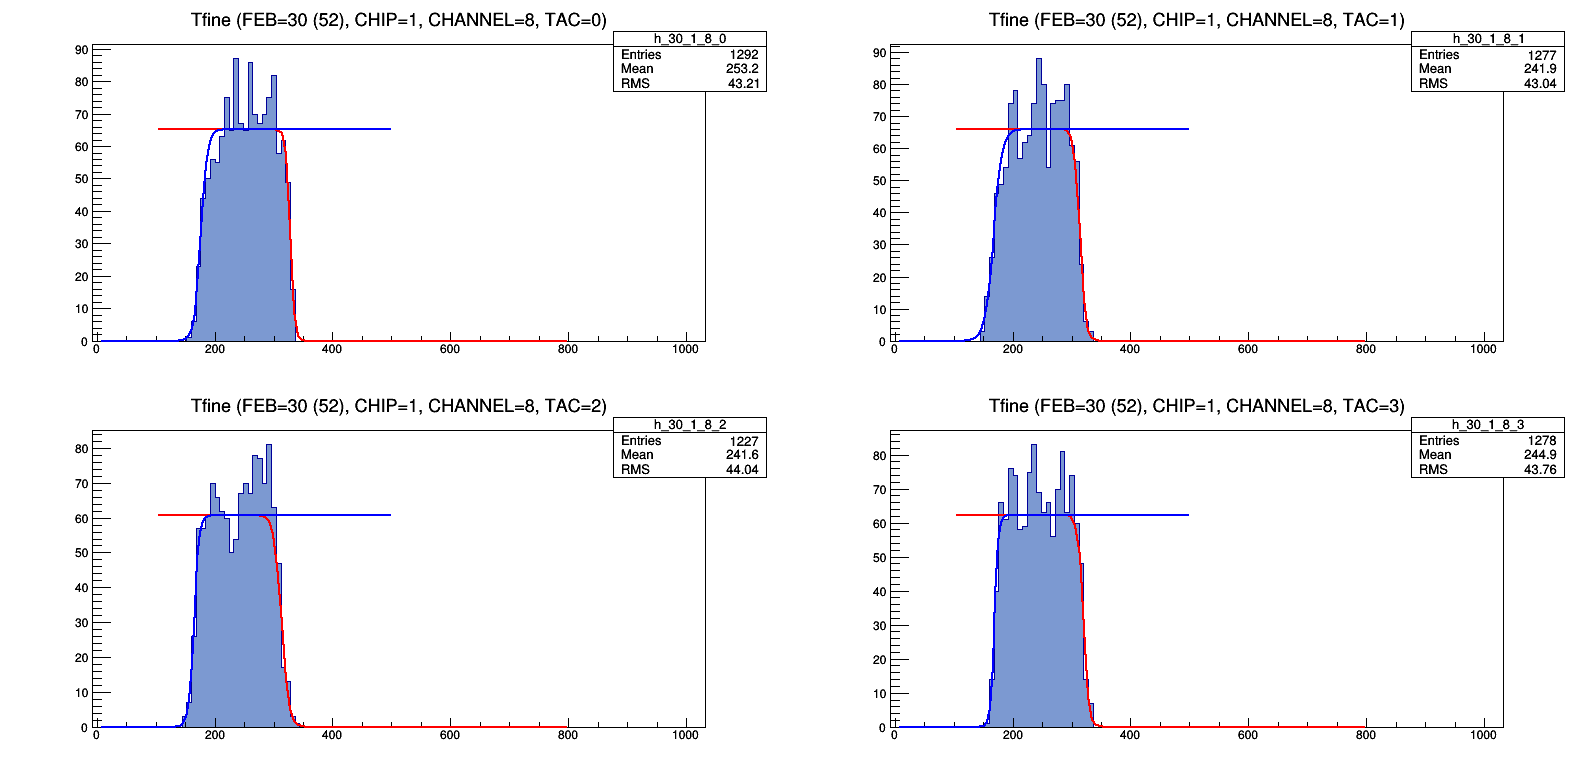 Tfine (FEB=30 (52), CHIP=1, CHANNEL=8, TAC=0)
h_30_1_8_0
Entries 1292
Mean 253.2
RMS 43.21
90
80
70
60
50
40
30
20
10
0
0 200 400 600 800 1000
Tfine (FEB=30 (52), CHIP=1, CHANNEL=8, TAC=1)
h_30_1_8_1
Entries 1277
Mean 241.9
RMS 43.04
90
80
70
60
50
40
30
20
10
0
0 200 400 600 800 1000
Tfine (FEB=30 (52), CHIP=1, CHANNEL=8, TAC=2)
h_30_1_8_2
Entries 1227
Mean 241.6
RMS 44.04
80
70
60
50
40
30
20
10
0
0 200 400 600 800 1000
Tfine (FEB=30 (52), CHIP=1, CHANNEL=8, TAC=3)
h_30_1_8_3
Entries 1278
Mean 244.9
RMS 43.76
80
70
60
50
40
30
20
10
0
0 200 400 600 800 1000